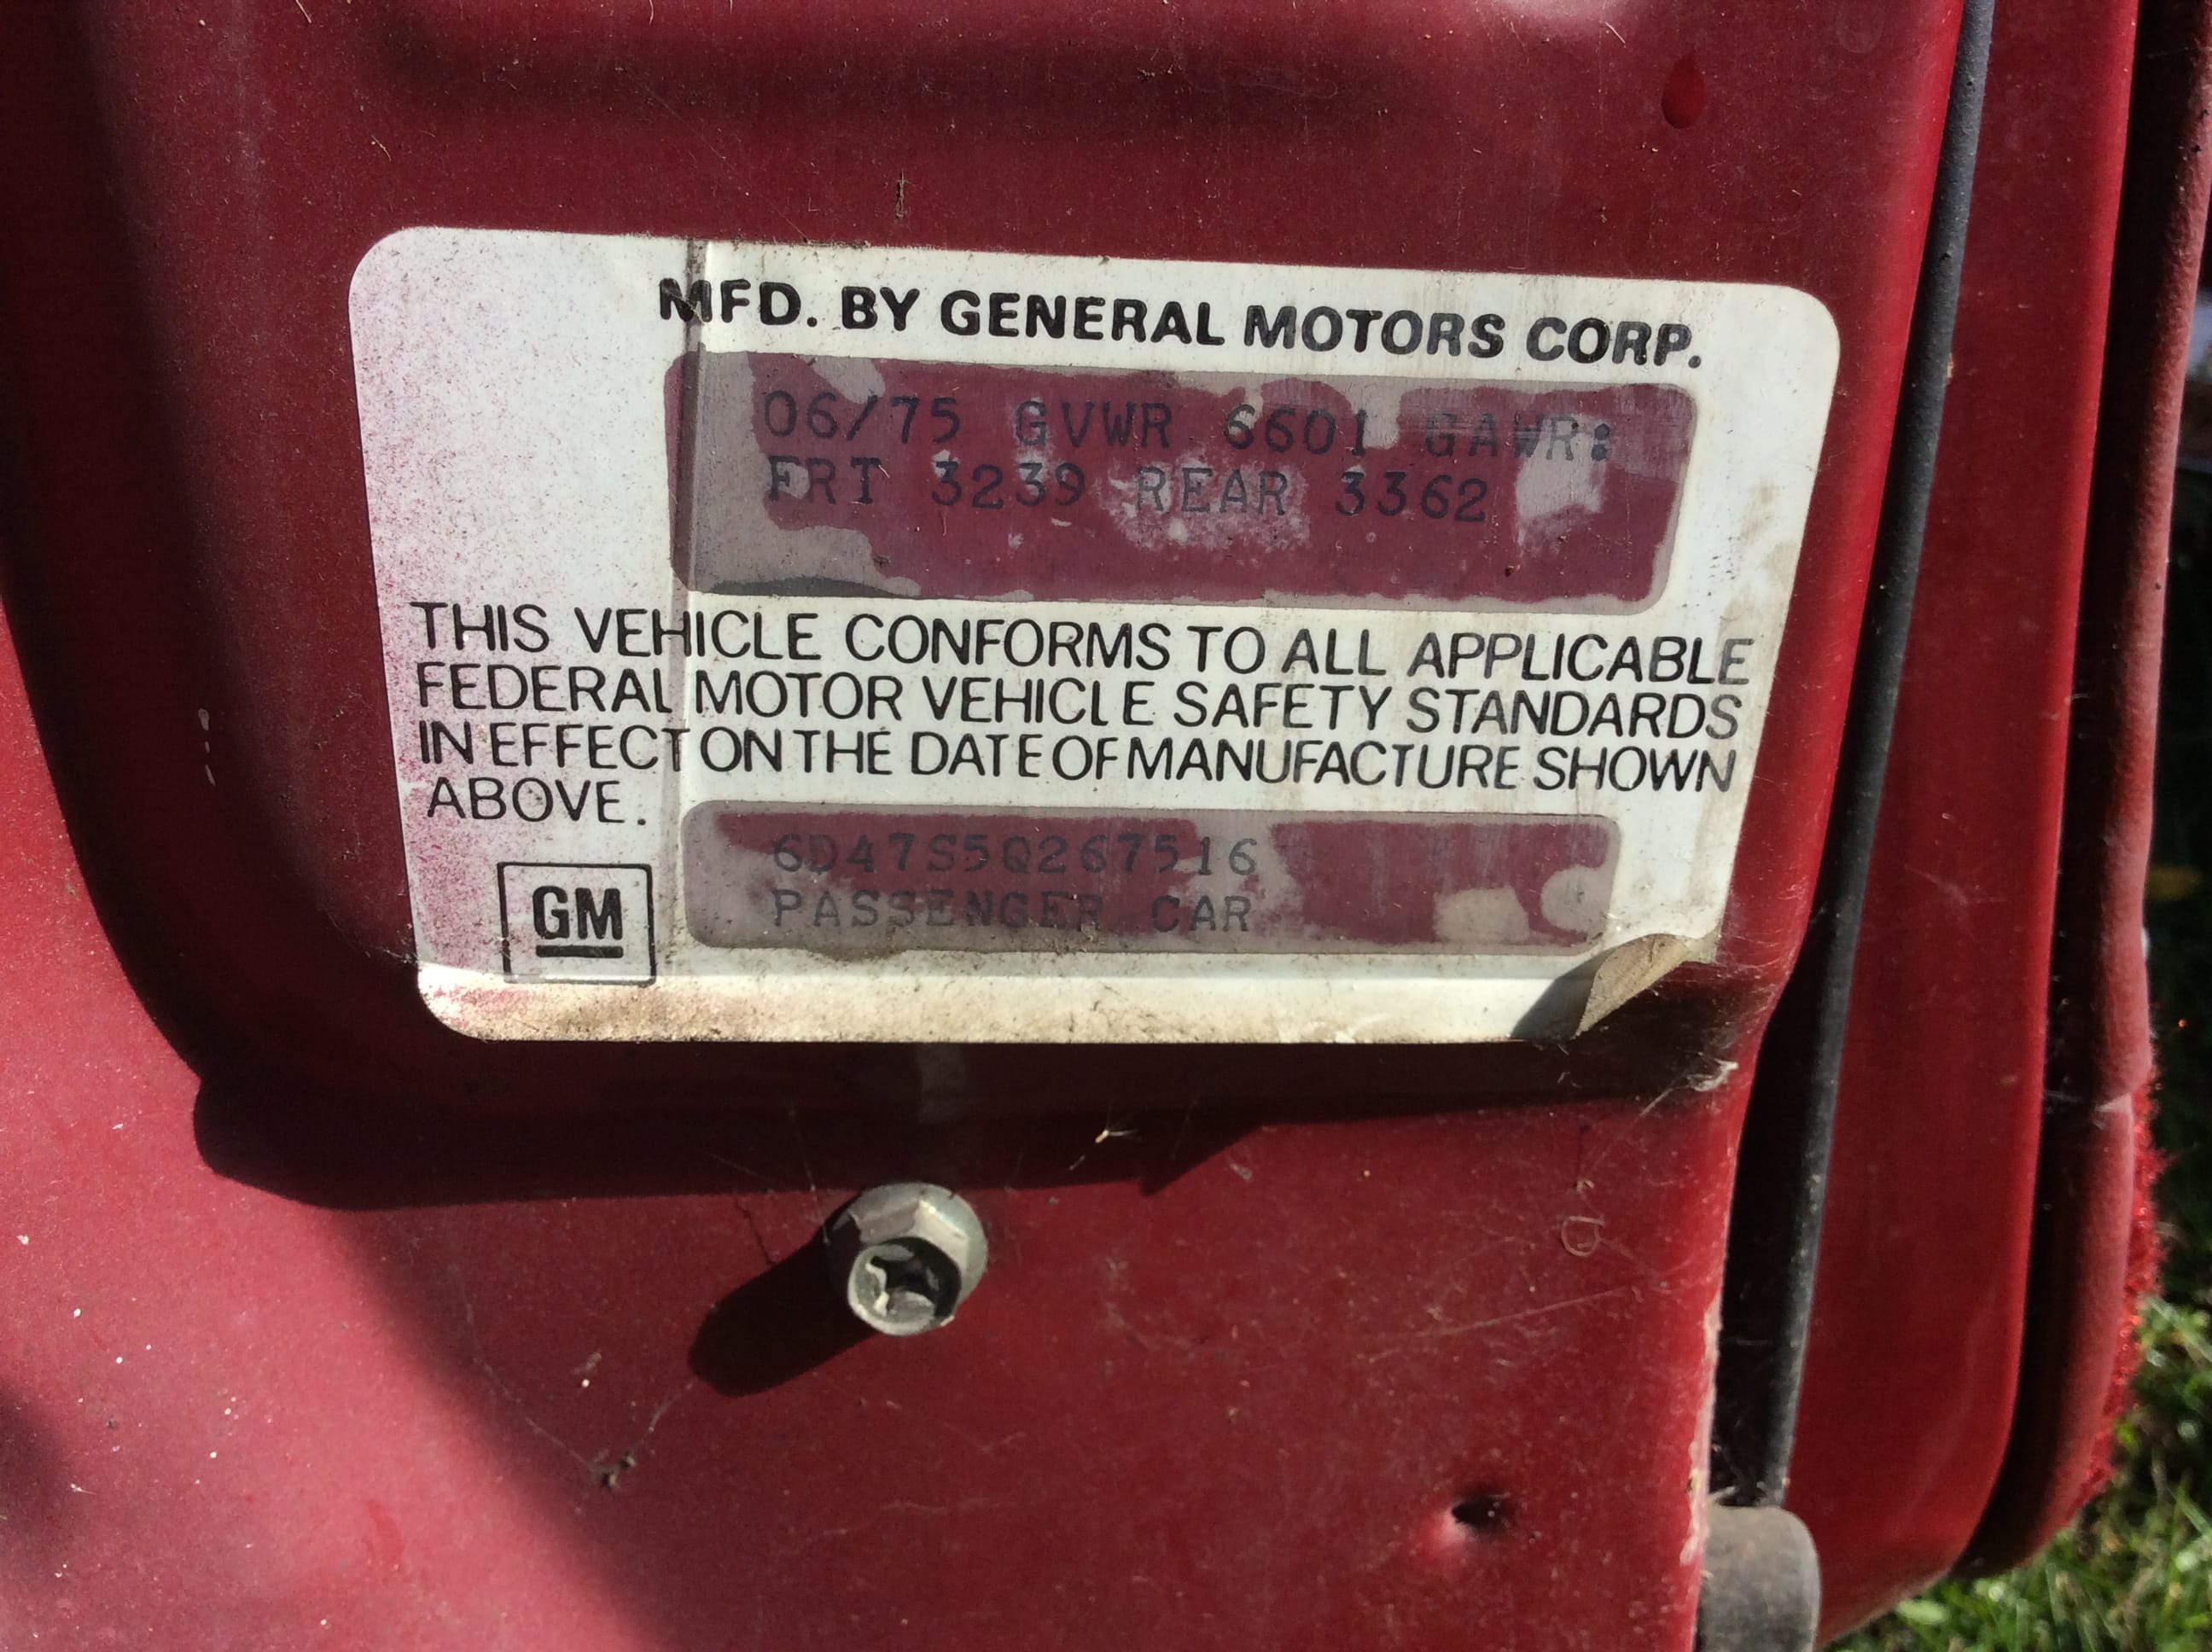 MFD. BY GENERAL MOTORS CORP.
06/75 GVWR 6601 GAWR:
FRT 3239 REAR 3362
THIS VEHICLE CONFORMS TO ALL APPLICABLE
FEDERAL MOTOR VEHICLE SAFETY STANDARDS
IN EFFECT ON THE DATE OF MANUFACTURE SHOWN
ABOVE.
6D47S5Q267516
PASSENGER CAR
GM